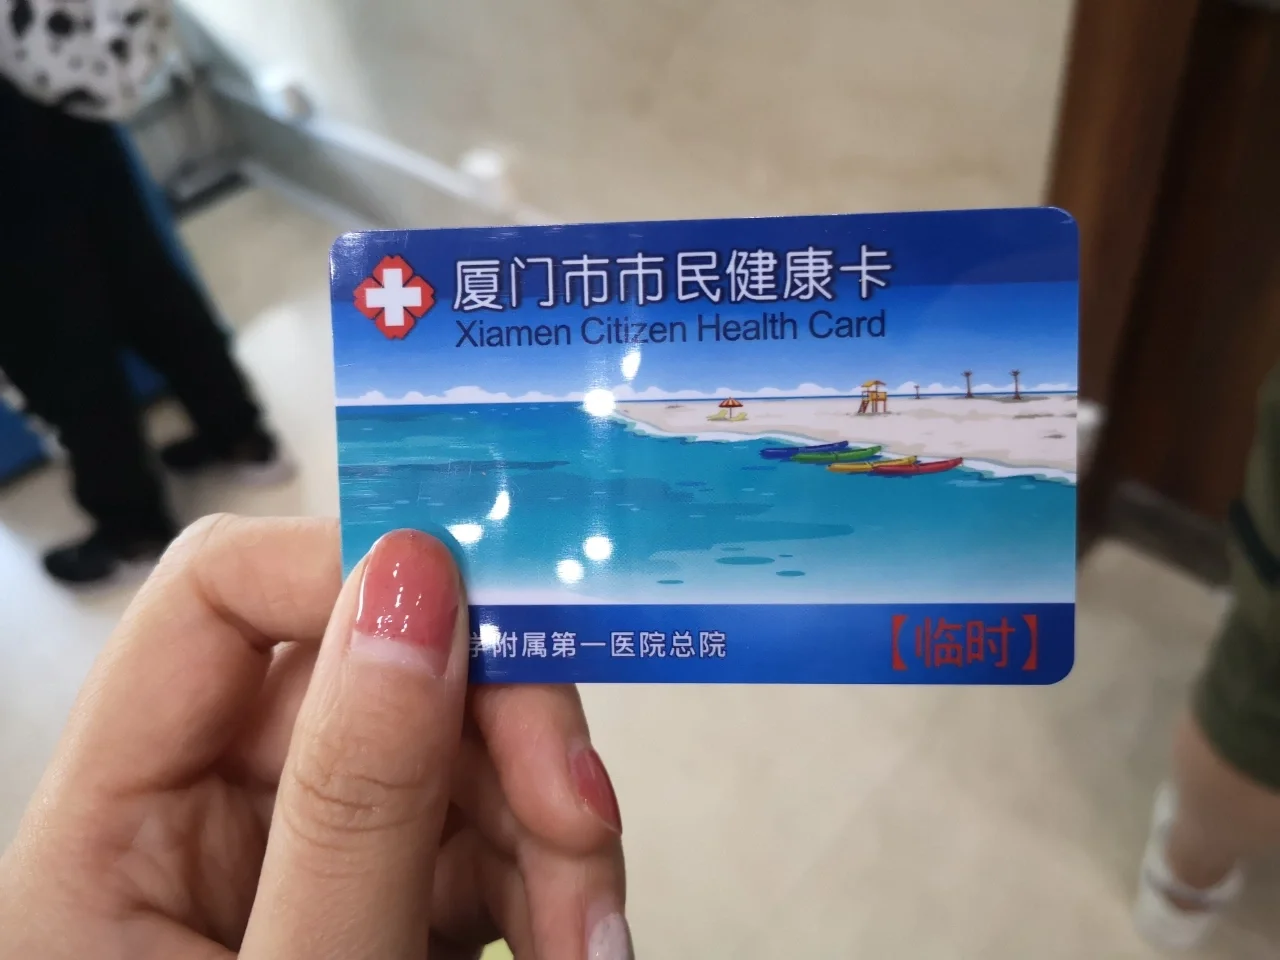 厦门市市民健康卡
Xiamen Citizen Health Card
学附属第一医院总院
【临时】